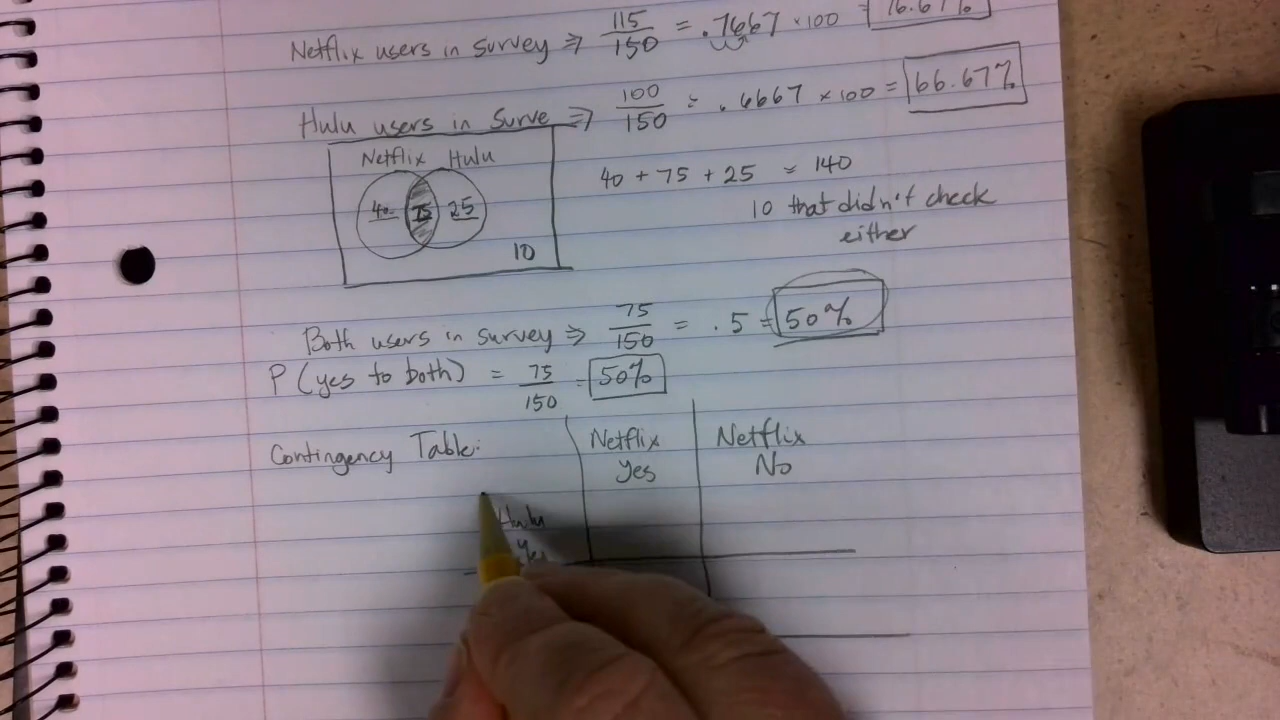 Netflix users in survey ⇒ 115/150 = .7667 × 100 = 76.67%
Hulu users in Surve ⇒ 100/150 = .6667 × 100 = 66.67%
Netflix Hulu
40 75 25
10
40 + 75 + 25 = 140
10 that didn't check
either
Both users in survey ⇒ 75/150 = .5 = 50%
P (yes to both) = 75/150 = 50%
Contingency Table:
Netflix Yes
Netflix No
Hulu
Yes